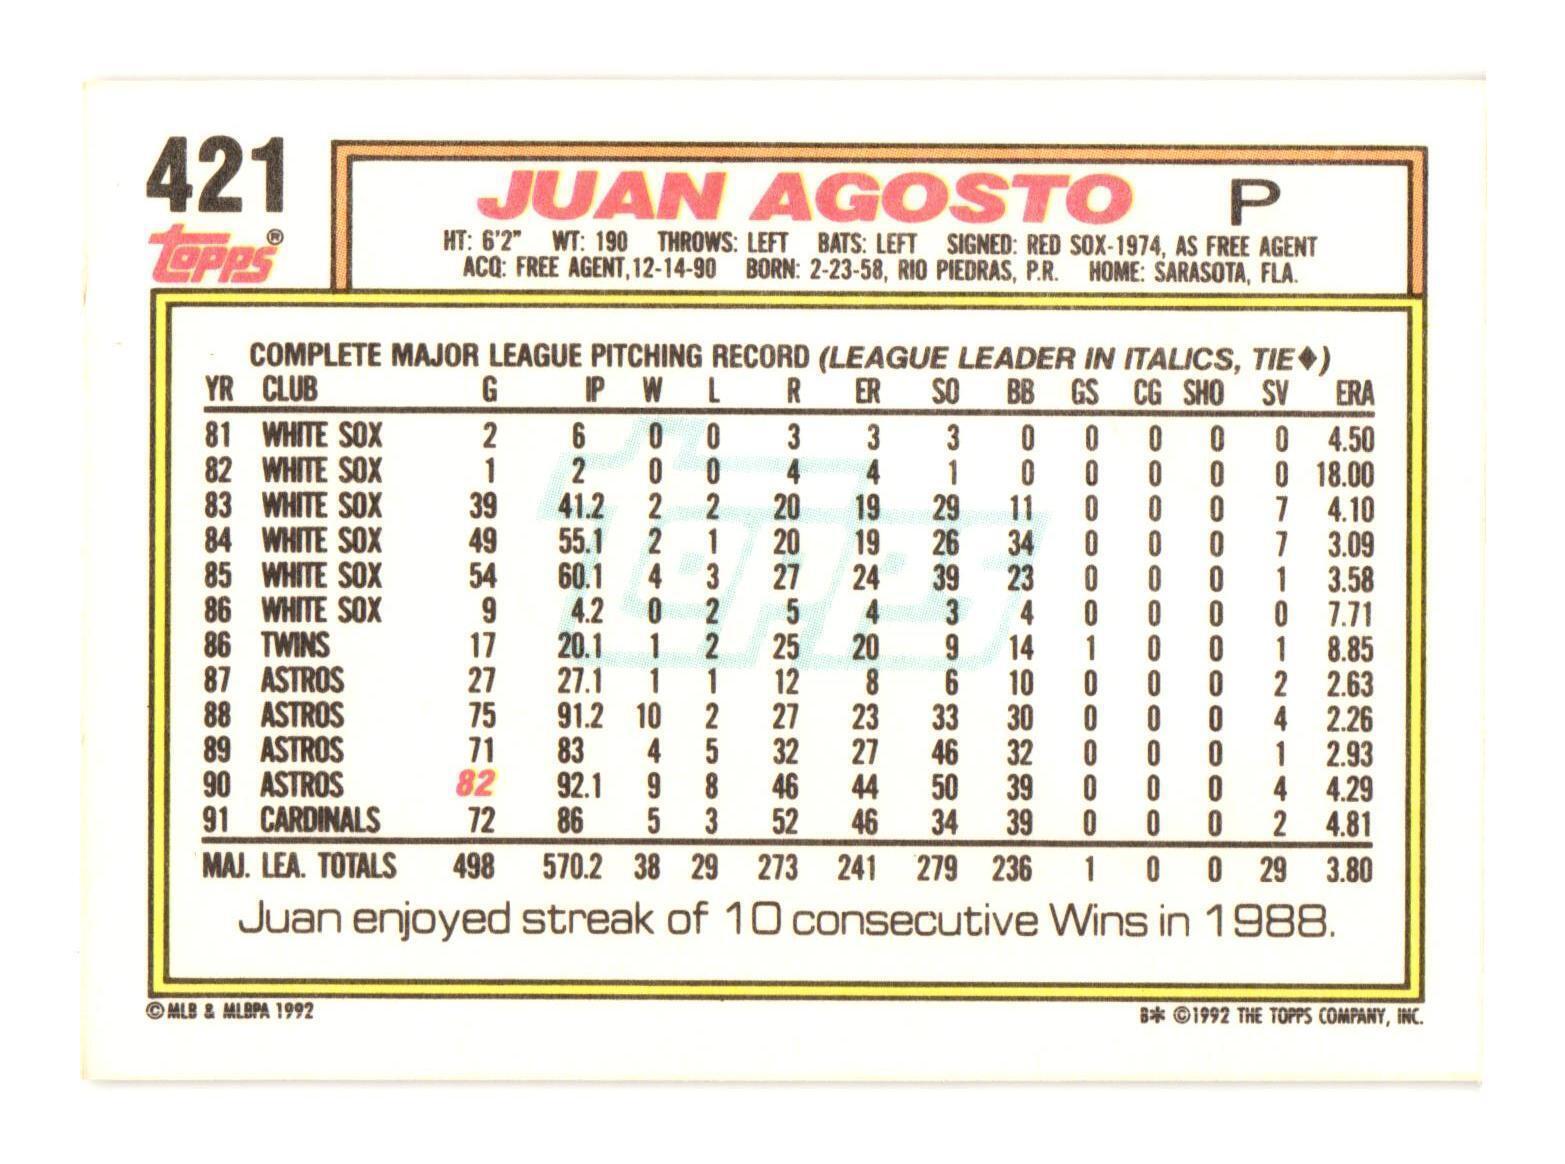 421
topps®
JUAN AGOSTO P
HT: 6'2" WT: 190 THROWS: LEFT BATS: LEFT SIGNED: RED SOX-1974, AS FREE AGENT
ACQ: FREE AGENT, 12-14-90 BORN: 2-23-58, RIO PIEDRAS, P.R. HOME: SARASOTA, FLA.
COMPLETE MAJOR LEAGUE PITCHING RECORD (LEAGUE LEADER IN ITALICS, TIE♦)
YR CLUB G IP W L R ER SO BB GS CG SHO SV ERA
81 WHITE SOX 2 6 0 0 3 3 3 0 0 0 0 0 4.50
82 WHITE SOX 1 2 0 0 4 4 1 0 0 0 0 0 18.00
83 WHITE SOX 39 41.2 2 2 20 19 29 11 0 0 0 7 4.10
84 WHITE SOX 49 55.1 2 1 20 19 26 34 0 0 0 7 3.09
85 WHITE SOX 54 60.1 4 3 27 24 39 23 0 0 0 1 3.58
86 WHITE SOX 9 4.2 0 2 5 4 3 4 0 0 0 0 7.71
86 TWINS 17 20.1 1 2 25 20 9 14 1 0 0 1 8.85
87 ASTROS 27 27.1 1 1 12 8 6 10 0 0 0 2 2.63
88 ASTROS 75 91.2 10 2 27 23 33 30 0 0 0 4 2.26
89 ASTROS 71 83 4 5 32 27 46 32 0 0 0 1 2.93
90 ASTROS 82 92.1 9 8 46 44 50 39 0 0 0 4 4.29
91 CARDINALS 72 86 5 3 52 46 34 39 0 0 0 2 4.81
MAJ. LEA. TOTALS 498 570.2 38 29 273 241 279 236 1 0 0 29 3.80
topps
Juan enjoyed streak of 10 consecutive Wins in 1988.
© MLB & MLBPA 1992
B* ©1992 THE TOPPS COMPANY, INC.